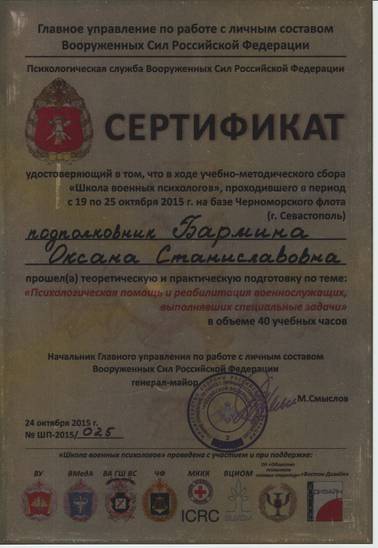 Главное управление по работе с личным составом
Вооруженных Сил Российской Федерации
Психологическая служба Вооруженных Сил Российской Федерации
СЕРТИФИКАТ
удостоверяющий в том, что в ходе учебно-методического сбора
«Школа военных психологов», проходившего в период
с 19 по 25 октября 2015 г. на базе Черноморского флота
(г. Севастополь)
подполковник Бармина
Оксана Станиславовна
прошел(а) теоретическую и практическую подготовку по теме:
«Психологическая помощь и реабилитация военнослужащих,
выполнявших специальные задачи»
в объеме 40 учебных часов
Начальник Главного управления по работе с личным составом
Вооруженных Сил Российской Федерации
генерал-майор
М.Смыслов
24 октября 2015 г.
№ ШП-2015/ 025
«Школа военных психологов» проведена с участием и при поддержке:
ВУ ВМедА ВА ГШ ВС ЧФ МККК ВЦИОМ «Восток Дизайн»
ICRC